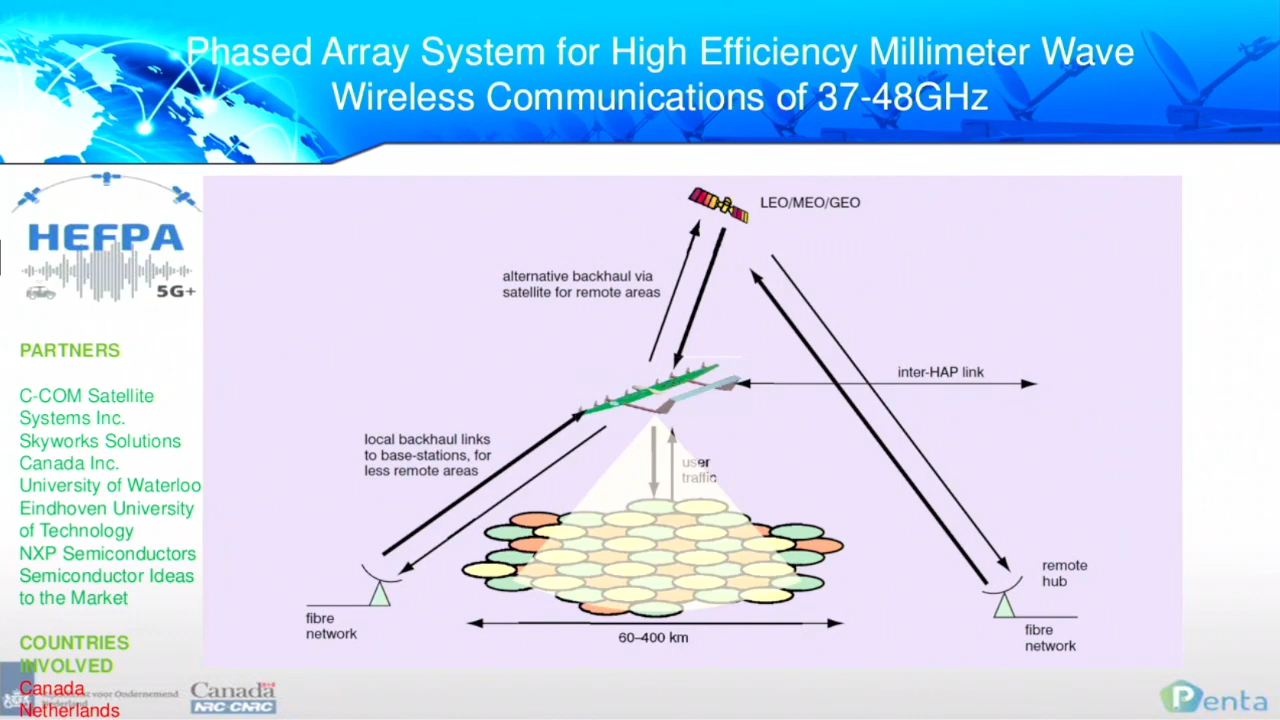 Phased Array System for High Efficiency Millimeter Wave
Wireless Communications of 37-48GHz
HEFPA
5G+
PARTNERS
C-COM Satellite
Systems Inc.
Skyworks Solutions
Canada Inc.
University of Waterloo
Eindhoven University
of Technology
NXP Semiconductors
Semiconductor Ideas
to the Market
COUNTRIES
INVOLVED
Canada
Netherlands
LEO/MEO/GEO
alternative backhaul via
satellite for remote areas
inter-HAP link
local backhaul links
to base-stations, for
less remote areas
user
traffic
remote
hub
fibre
network
60–400 km
fibre
network
voor Ondernemend
Canada
NRC-CNRC
Penta